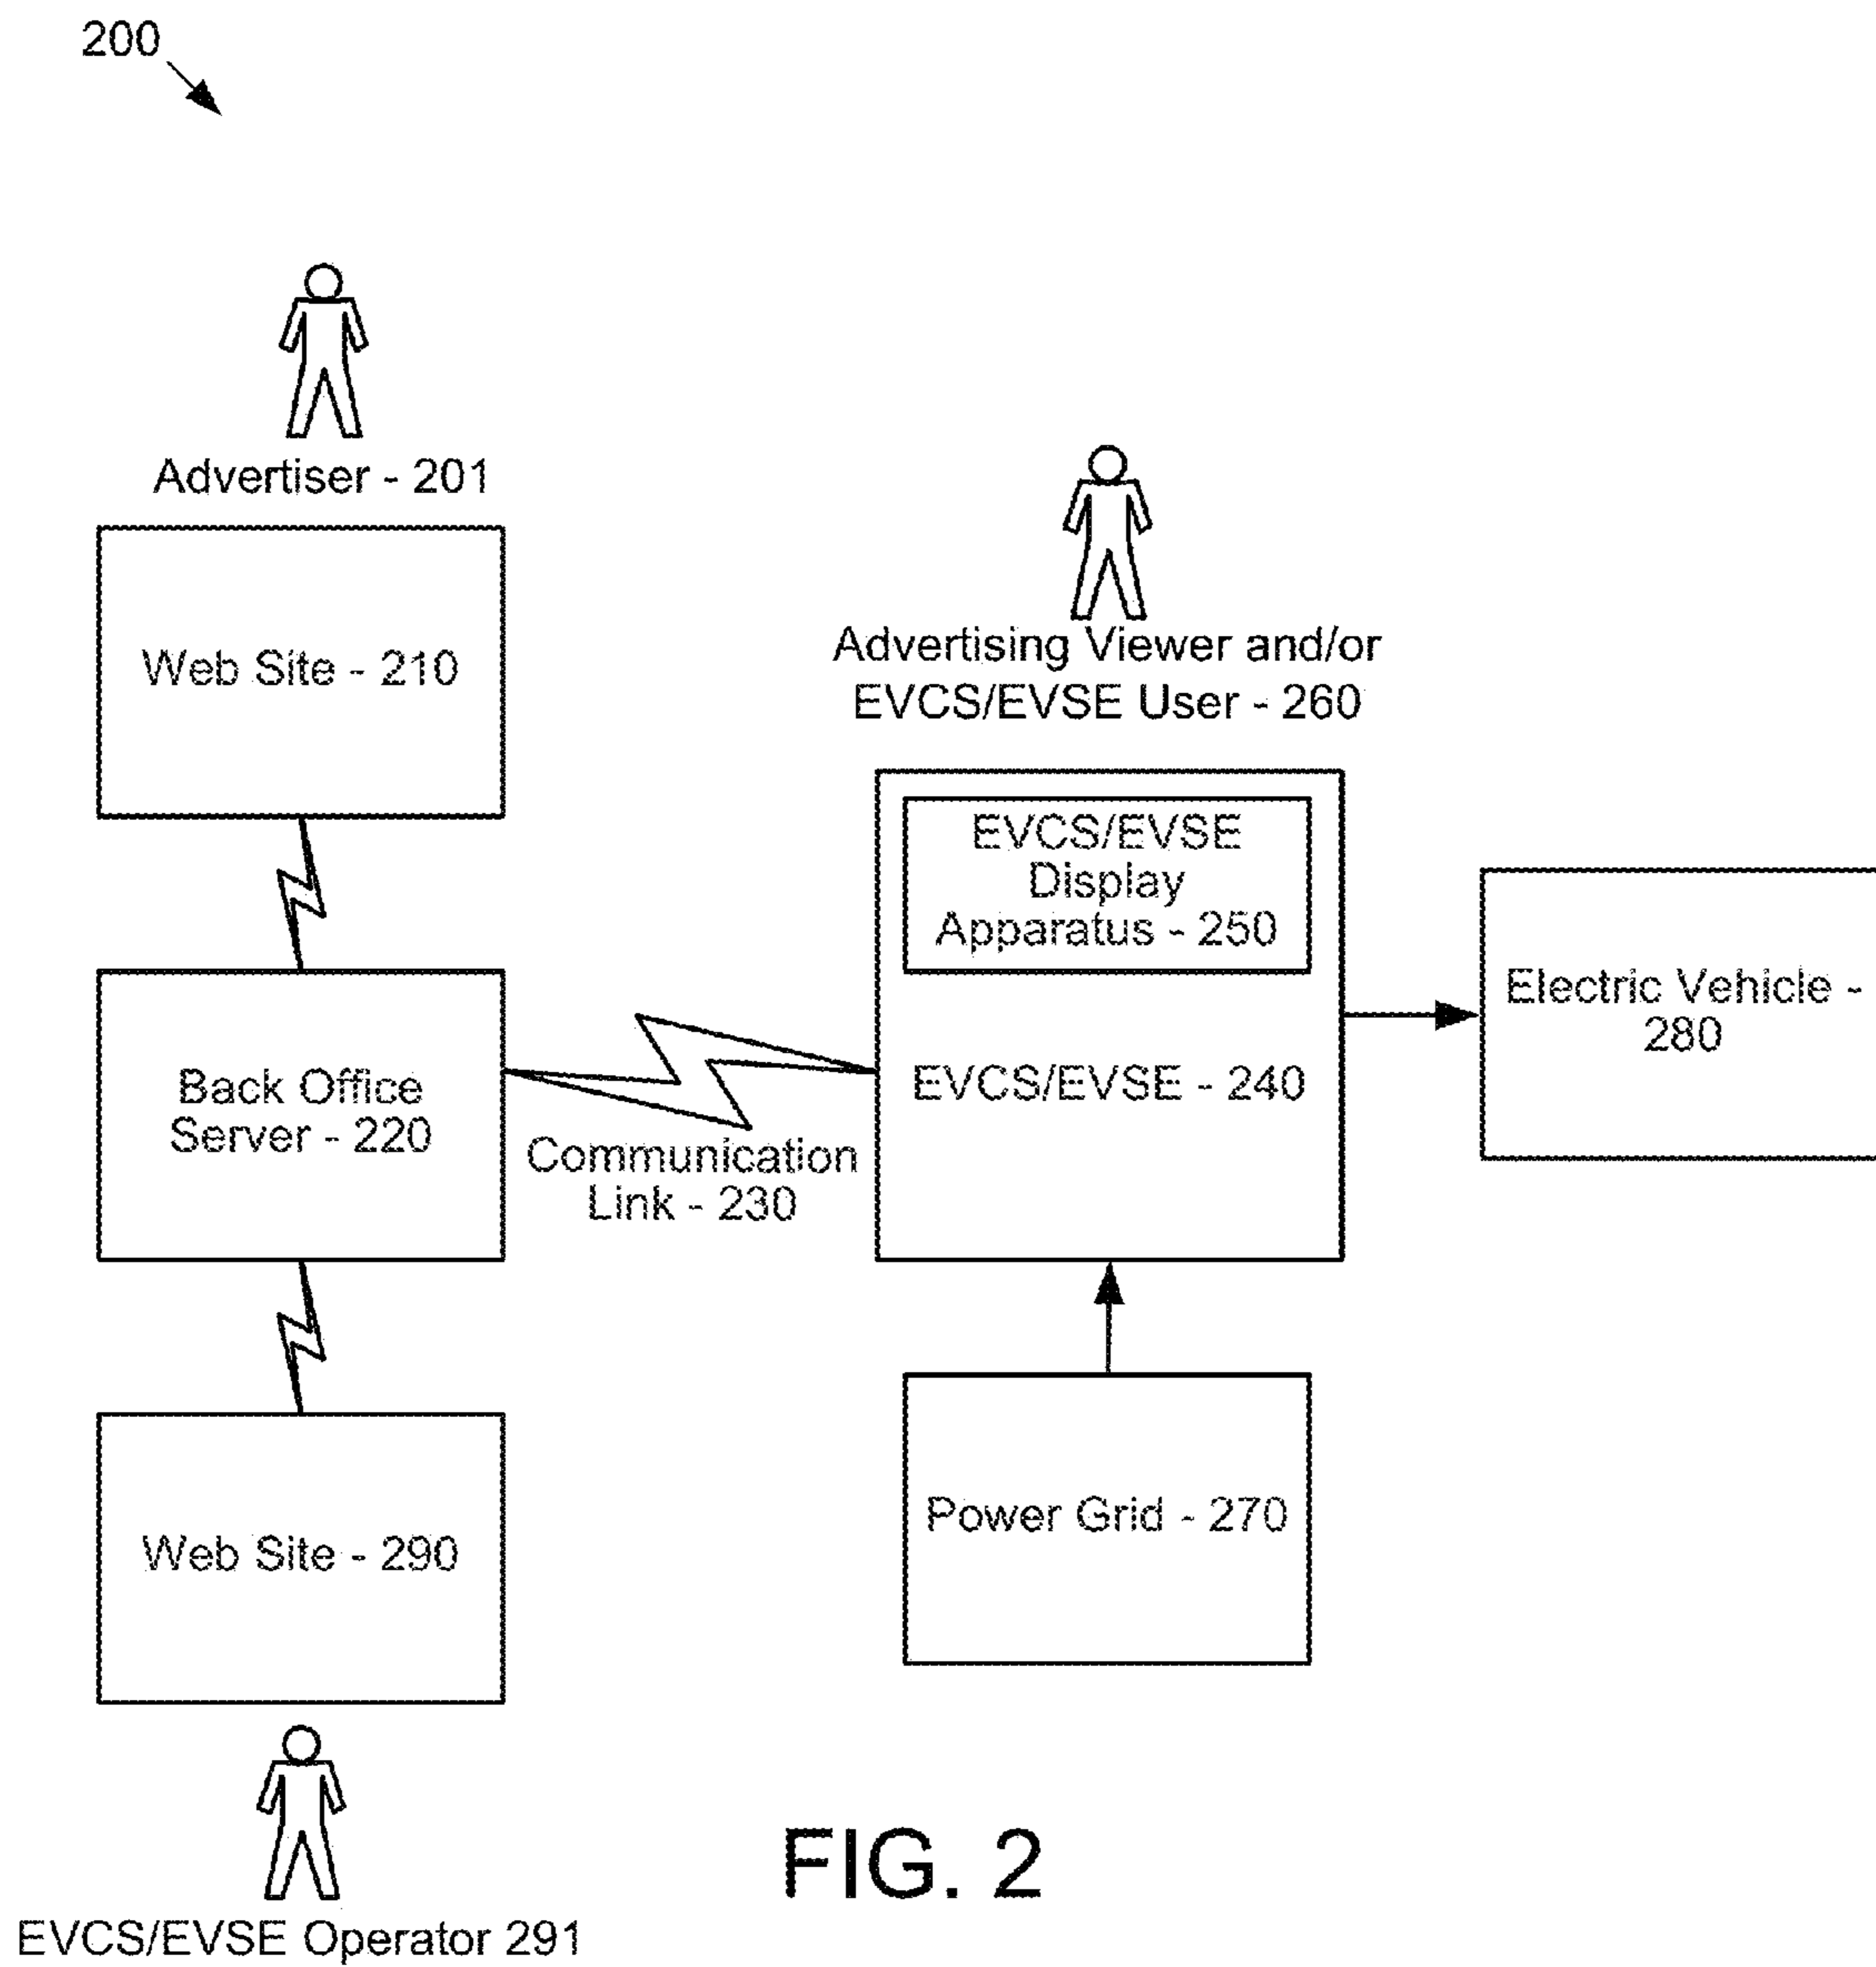 200
Advertiser - 201
Web Site - 210
Advertising Viewer and/or
EVCS/EVSE User - 260
EVCS/EVSE
Display
Apparatus - 250
EVCS/EVSE - 240
Electric Vehicle -
280
Back Office
Server - 220
Communication
Link - 230
Power Grid - 270
Web Site - 290
EVCS/EVSE Operator 291
FIG. 2